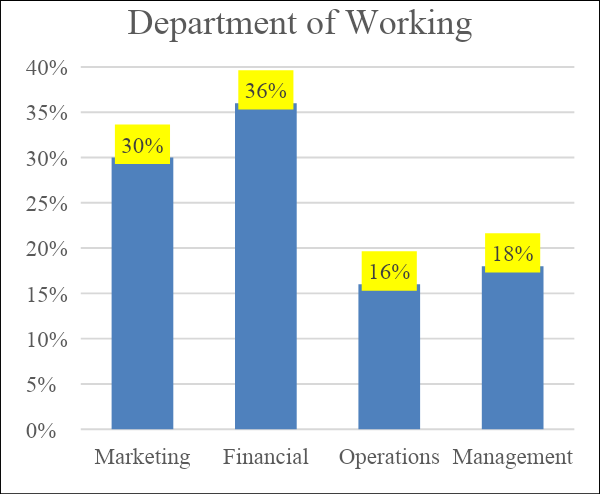 Department of Working
40%
35%
30%
25%
20%
15%
10%
5%
0%
30%
36%
16%
18%
Marketing
Financial
Operations
Management